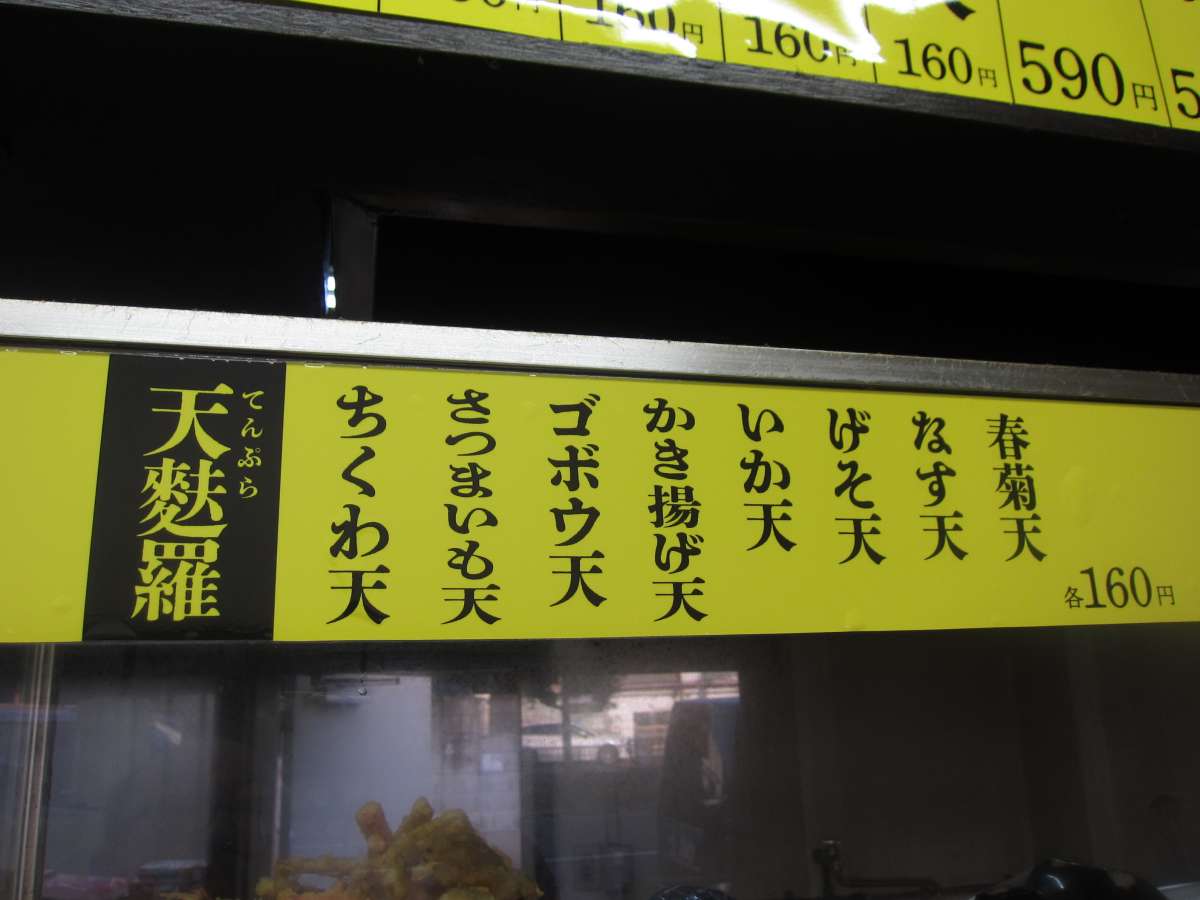 160円
160円
160円
590円
天麩羅
てんぷら
ちくわ天
さつまいも天
ゴボウ天
かき揚げ天
いか天
げそ天
なす天
春菊天
各160円